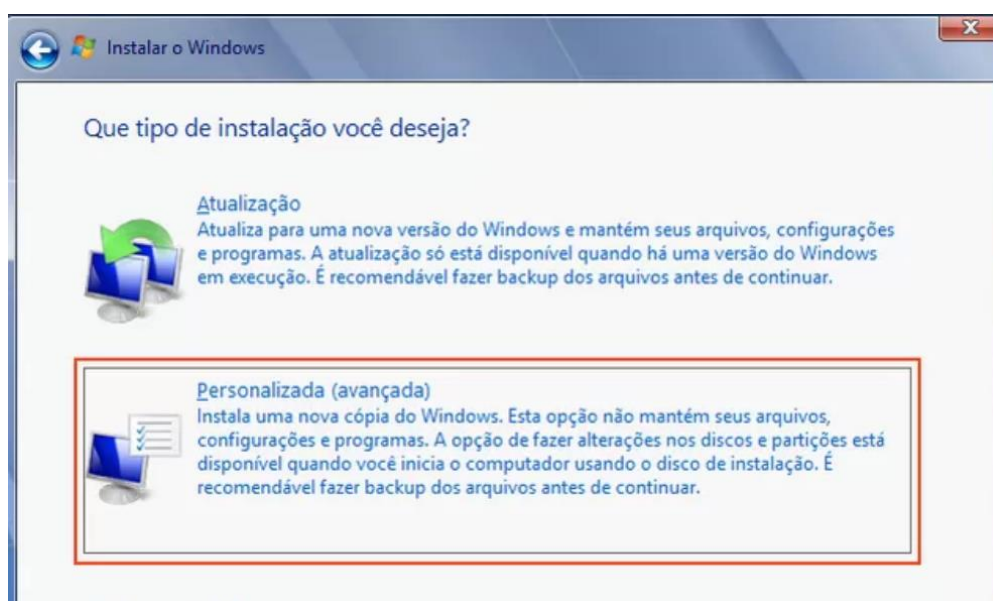 Instalar o Windows
Que tipo de instalação você deseja?
Atualização
Atualiza para uma nova versão do Windows e mantém seus arquivos, configurações
e programas. A atualização só está disponível quando há uma versão do Windows
em execução. É recomendável fazer backup dos arquivos antes de continuar.
Personalizada (avançada)
Instala uma nova cópia do Windows. Esta opção não mantém seus arquivos,
configurações e programas. A opção de fazer alterações nos discos e partições está
disponível quando você inicia o computador usando o disco de instalação. É
recomendável fazer backup dos arquivos antes de continuar.